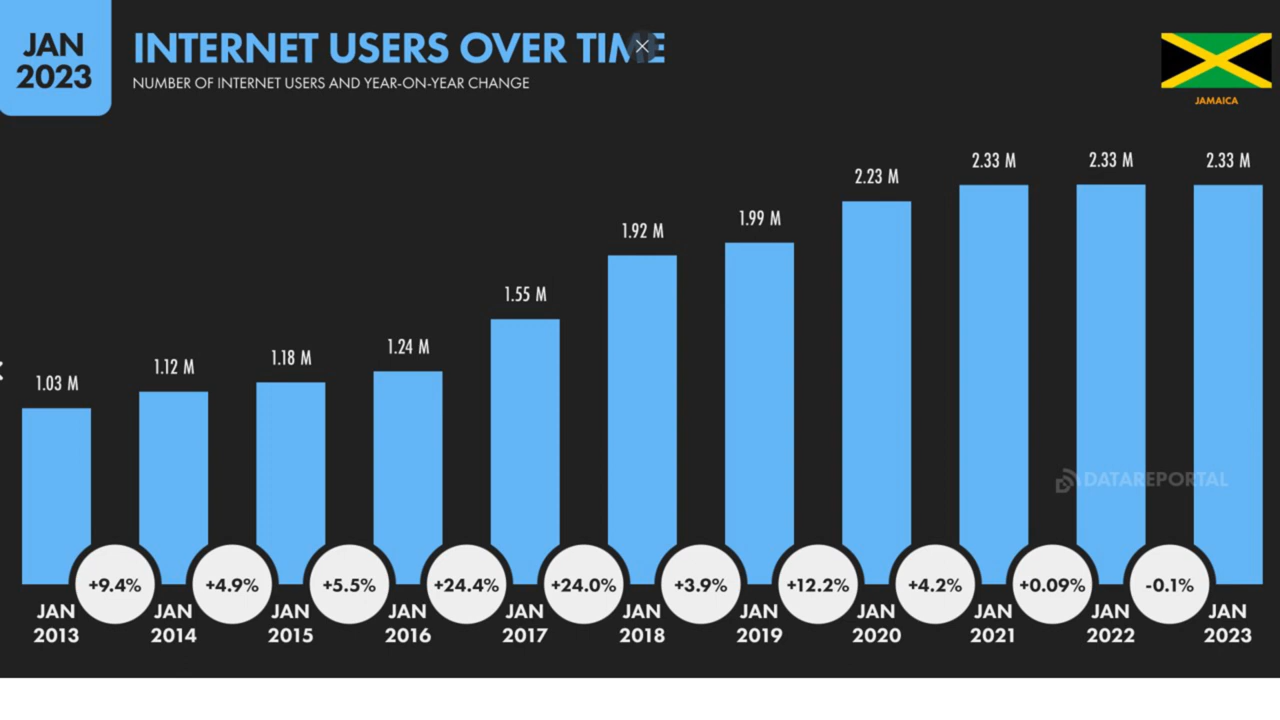 JAN
2023
INTERNET USERS OVER TIME
NUMBER OF INTERNET USERS AND YEAR-ON-YEAR CHANGE
JAMAICA
1.03 M
1.12 M
1.18 M
1.24 M
1.55 M
1.92 M
1.99 M
2.23 M
2.33 M
2.33 M
2.33 M
DATAREPORTAL
+9.4%
+4.9%
+5.5%
+24.4%
+24.0%
+3.9%
+12.2%
+4.2%
+0.09%
-0.1%
JAN
2013
JAN
2014
JAN
2015
JAN
2016
JAN
2017
JAN
2018
JAN
2019
JAN
2020
JAN
2021
JAN
2022
JAN
2023